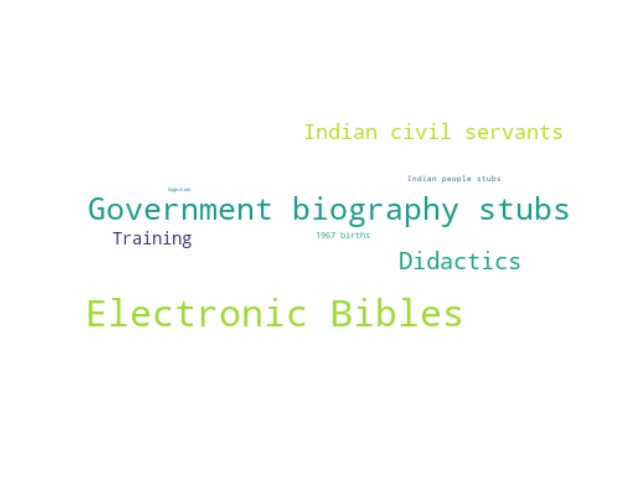 Indian civil servants
Indian people stubs
Cognition
Government biography stubs
Training
1967 births
Didactics
Electronic Bibles